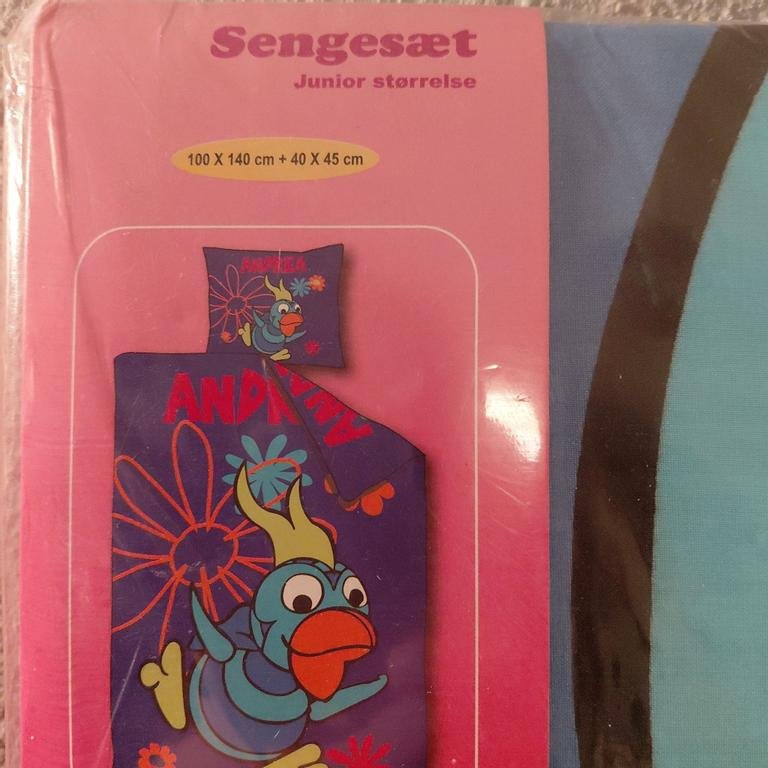 Sengesæt
Junior størrelse
100 X 140 cm + 40 X 45 cm
ANDREA